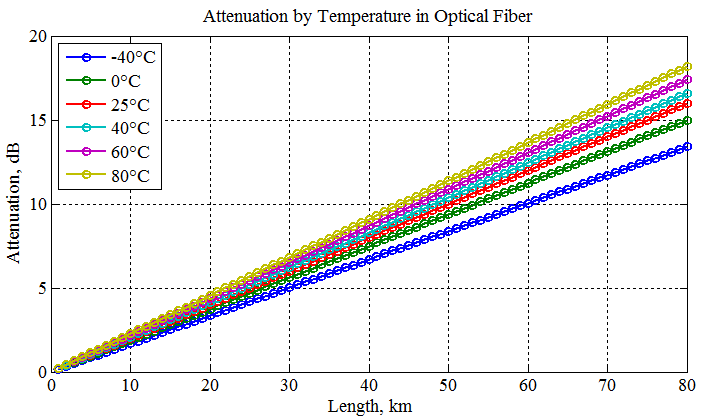 Attenuation by Temperature in Optical Fiber
20
15
10
5
0
Attenuation, dB
-40°C
0°C
25°C
40°C
60°C
80°C
0 10 20 30 40 50 60 70 80
Length, km